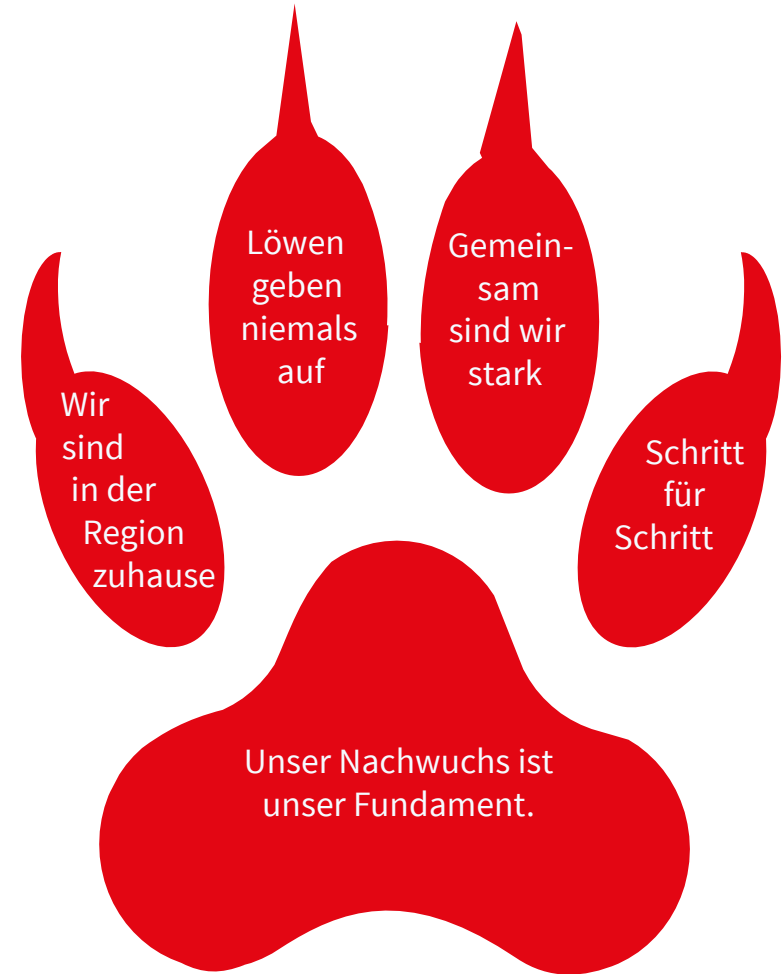 Wir
sind
in der
Region
zuhause
Löwen
geben
niemals
auf
Gemein-
sam
sind wir
stark
Schritt
für
Schritt
Unser Nachwuchs ist
unser Fundament.